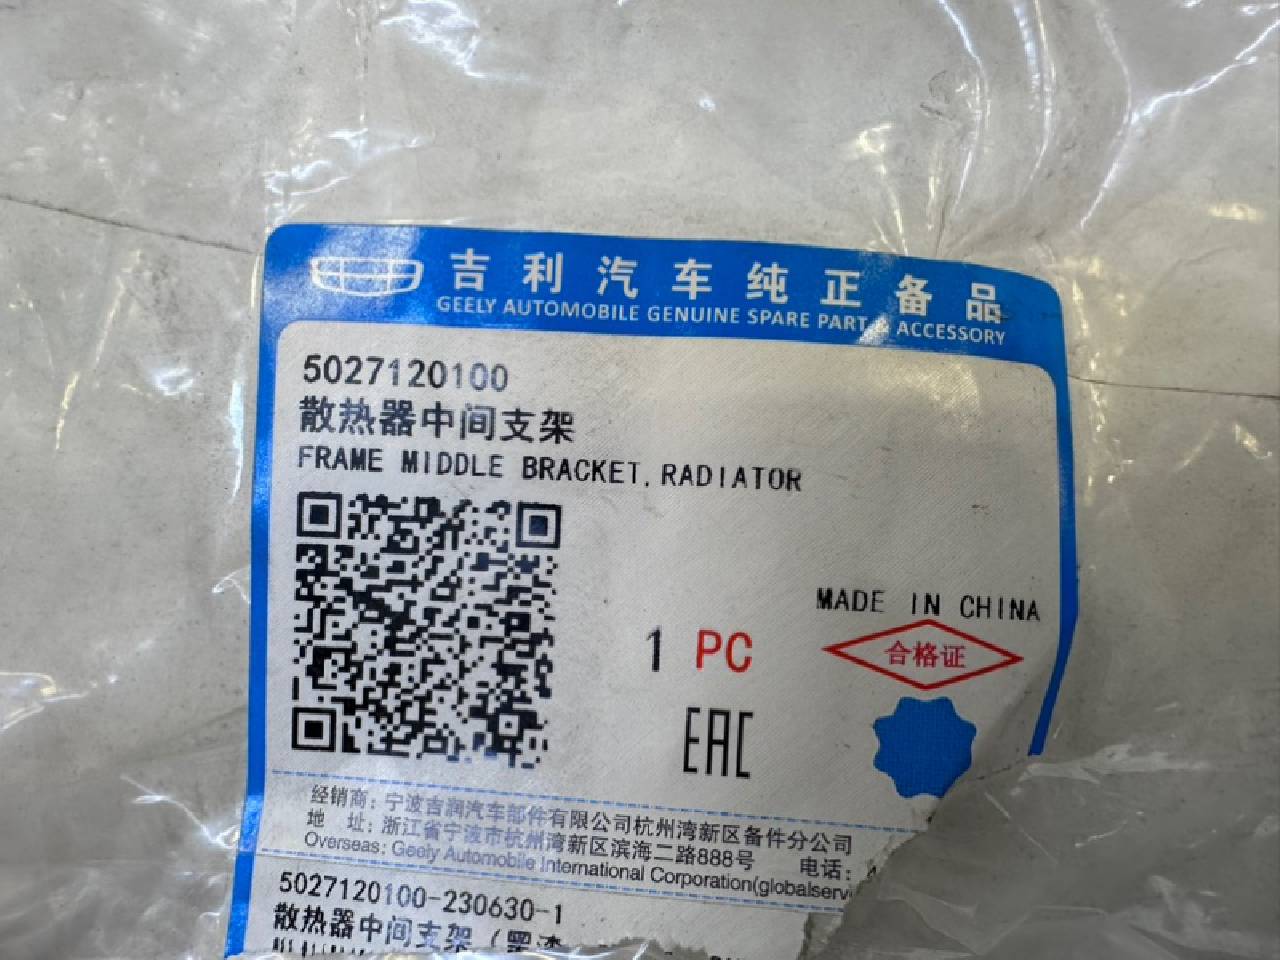 吉利汽车纯正备品
GEELY AUTOMOBILE GENUINE SPARE PART & ACCESSORY
5027120100
散热器中间支架
FRAME MIDDLE BRACKET,RADIATOR
MADE IN CHINA
合格证
1 PC
EAC
经销商：宁波吉润汽车部件有限公司杭州湾新区备件分公司
地 址：浙江省宁波市杭州湾新区滨海二路888号 电话：
Overseas: Geely Automobile International Corporation(globalserv
5027120100-230630-1
散热器中间支架（黑漆